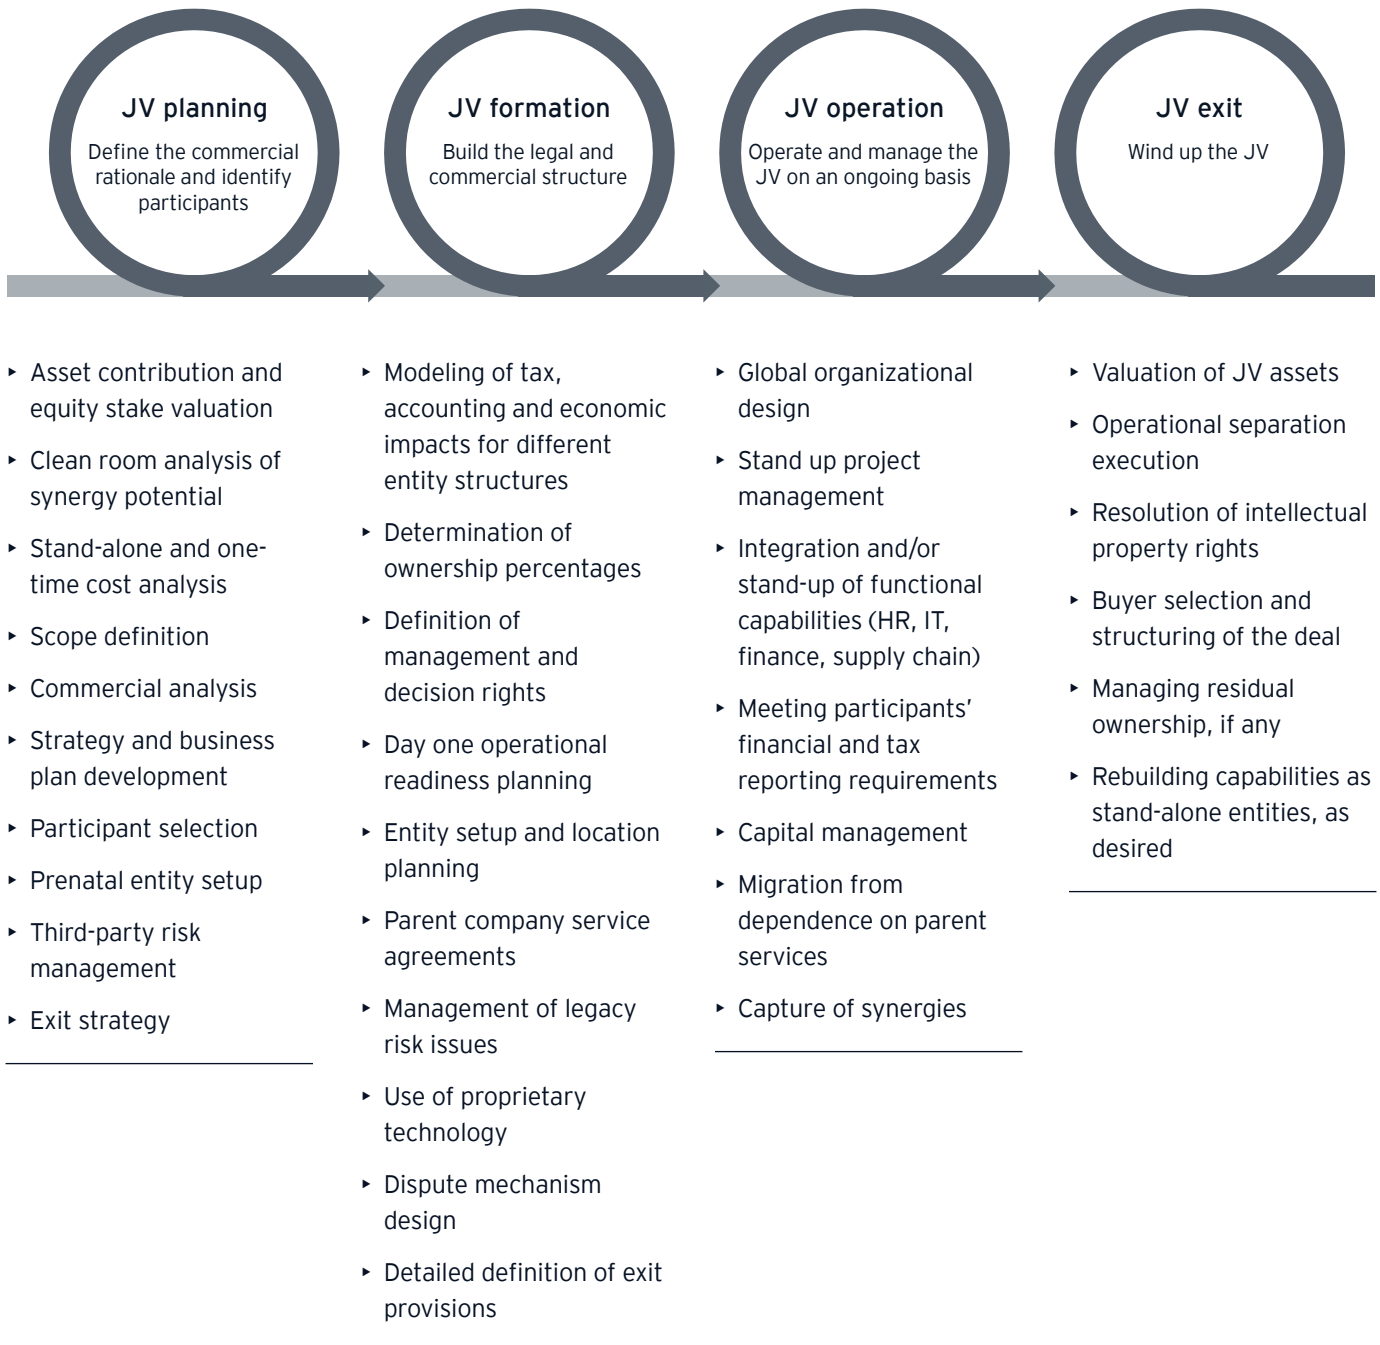 JV planning
Define the commercial
rationale and identify
participants
JV formation
Build the legal and
commercial structure
JV operation
Operate and manage the
JV on an ongoing basis
JV exit
Wind up the JV
‣ Asset contribution and
equity stake valuation
‣ Clean room analysis of
synergy potential
‣ Stand-alone and one-
time cost analysis
‣ Scope definition
‣ Commercial analysis
‣ Strategy and business
plan development
‣ Participant selection
‣ Prenatal entity setup
‣ Third-party risk
management
‣ Exit strategy
‣ Modeling of tax,
accounting and economic
impacts for different
entity structures
‣ Determination of
ownership percentages
‣ Definition of
management and
decision rights
‣ Day one operational
readiness planning
‣ Entity setup and location
planning
‣ Parent company service
agreements
‣ Management of legacy
risk issues
‣ Use of proprietary
technology
‣ Dispute mechanism
design
‣ Detailed definition of exit
provisions
‣ Global organizational
design
‣ Stand up project
management
‣ Integration and/or
stand-up of functional
capabilities (HR, IT,
finance, supply chain)
‣ Meeting participants’
financial and tax
reporting requirements
‣ Capital management
‣ Migration from
dependence on parent
services
‣ Capture of synergies
‣ Valuation of JV assets
‣ Operational separation
execution
‣ Resolution of intellectual
property rights
‣ Buyer selection and
structuring of the deal
‣ Managing residual
ownership, if any
‣ Rebuilding capabilities as
stand-alone entities, as
desired